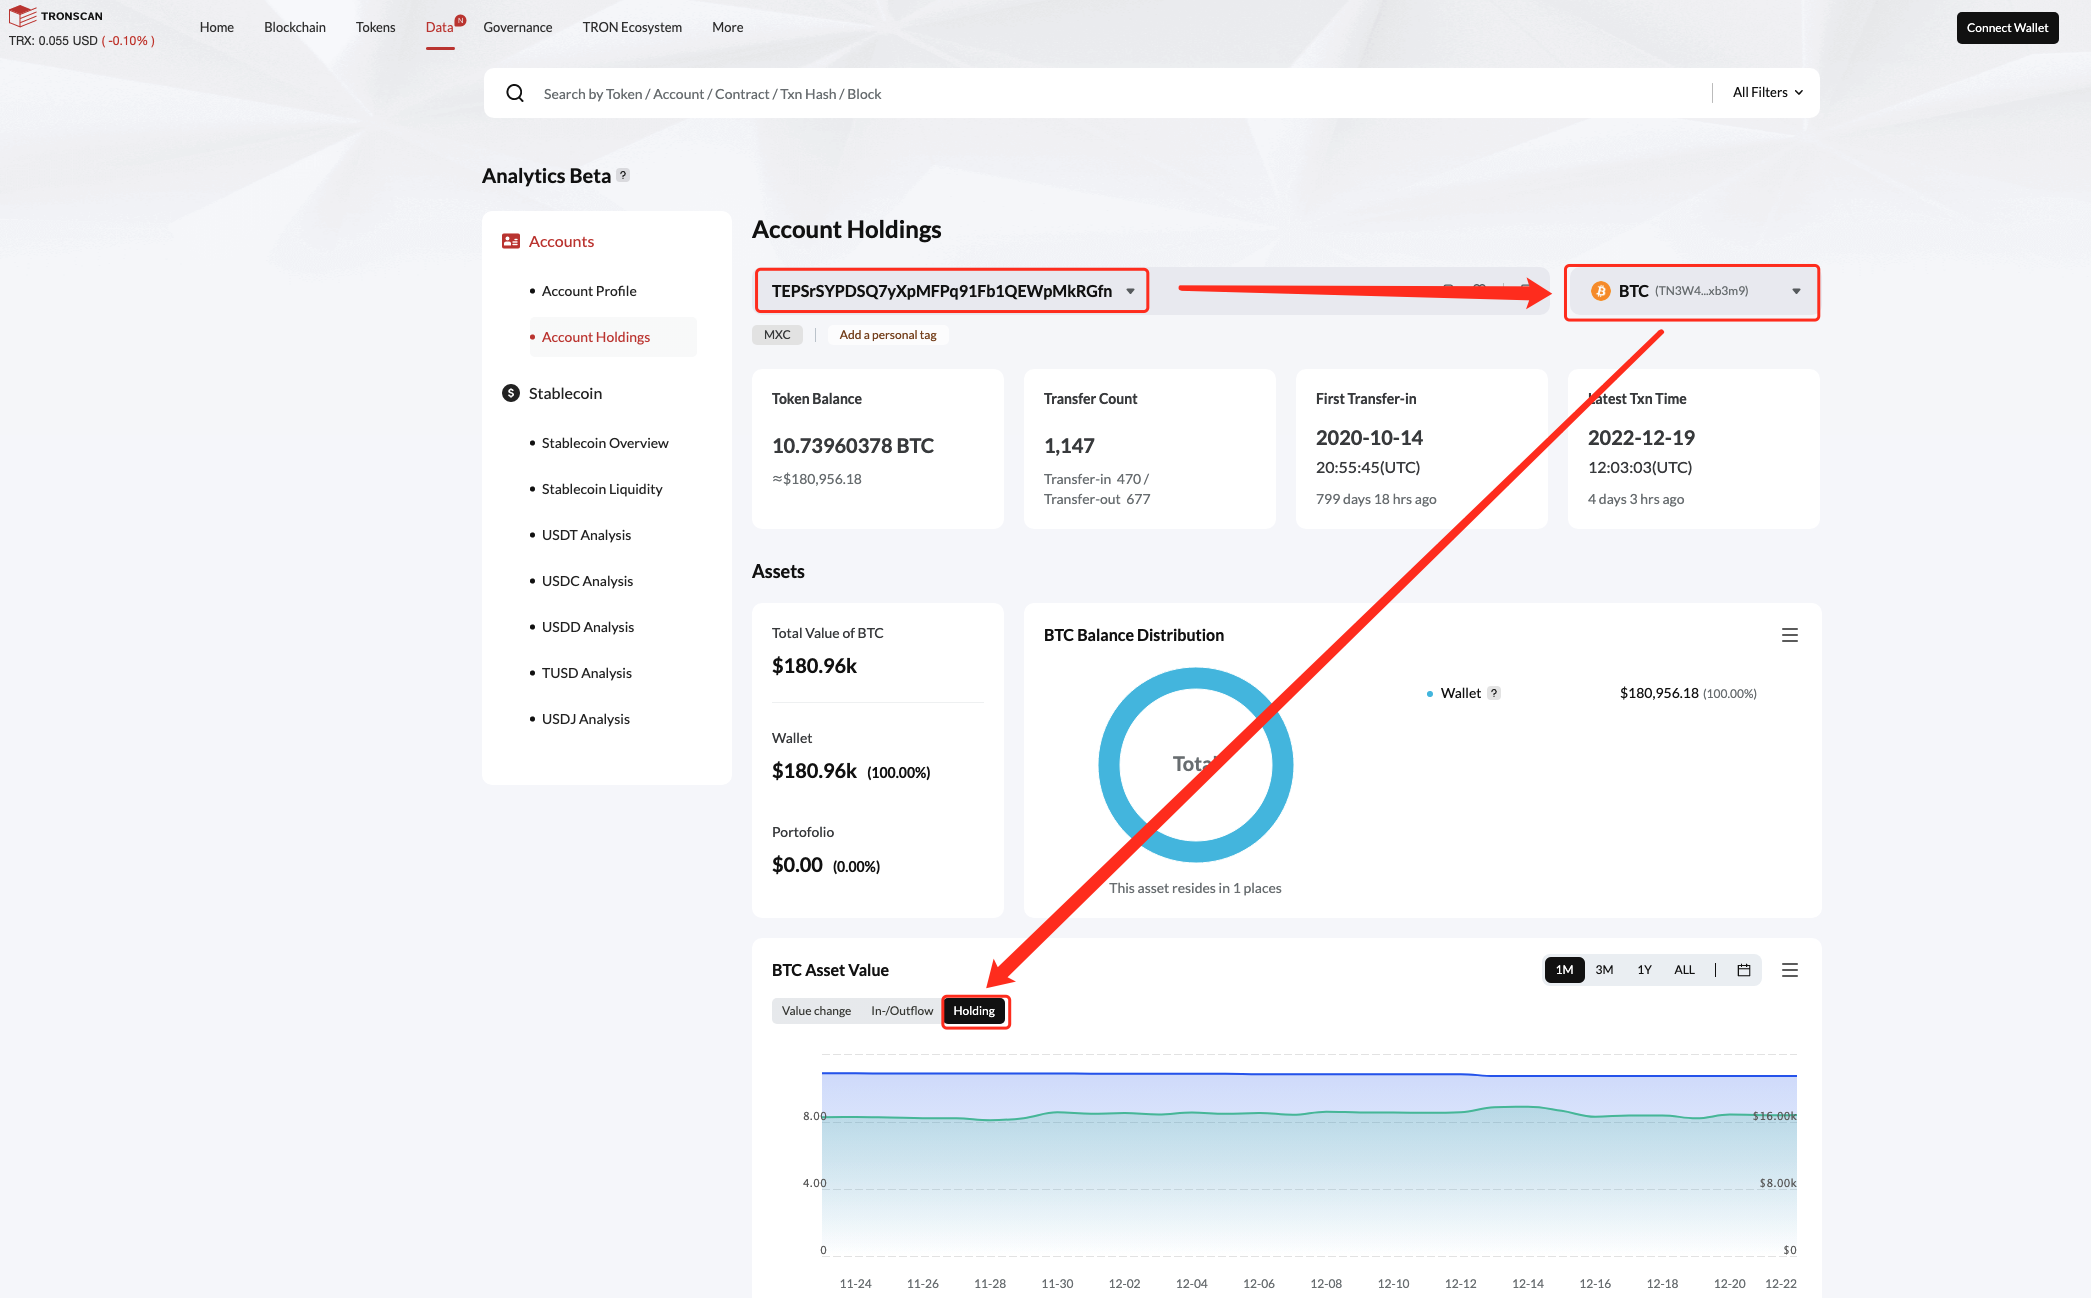 TRONSCAN
TRX: 0.055 USD ( -0.10% )
Home
Blockchain
Tokens
Data
N
Governance
TRON Ecosystem
More
Connect Wallet
Search by Token / Account / Contract / Txn Hash / Block
All Filters
Analytics Beta ?
Accounts
Account Profile
Account Holdings
Stablecoin
Stablecoin Overview
Stablecoin Liquidity
USDT Analysis
USDC Analysis
USDD Analysis
TUSD Analysis
USDJ Analysis
Account Holdings
TEPSrSYPDSQ7yXpMFPq91Fb1QEWpMkRGfn
BTC (TN3W4...xb3m9)
MXC
Add a personal tag
Token Balance
10.73960378 BTC
≈$180,956.18
Transfer Count
1,147
Transfer-in 470 /
Transfer-out 677
First Transfer-in
2020-10-14
20:55:45(UTC)
799 days 18 hrs ago
Latest Txn Time
2022-12-19
12:03:03(UTC)
4 days 3 hrs ago
Assets
Total Value of BTC
$180.96k
Wallet
$180.96k (100.00%)
Portofolio
$0.00 (0.00%)
BTC Balance Distribution
Total
Wallet ?
$180,956.18 (100.00%)
This asset resides in 1 places
BTC Asset Value
1M
3M
1Y
ALL
Value change
In-/Outflow
Holding
8.00
$16.00k
4.00
$8.00k
0
$0
11-24
11-26
11-28
11-30
12-02
12-04
12-06
12-08
12-10
12-12
12-14
12-16
12-18
12-20
12-22